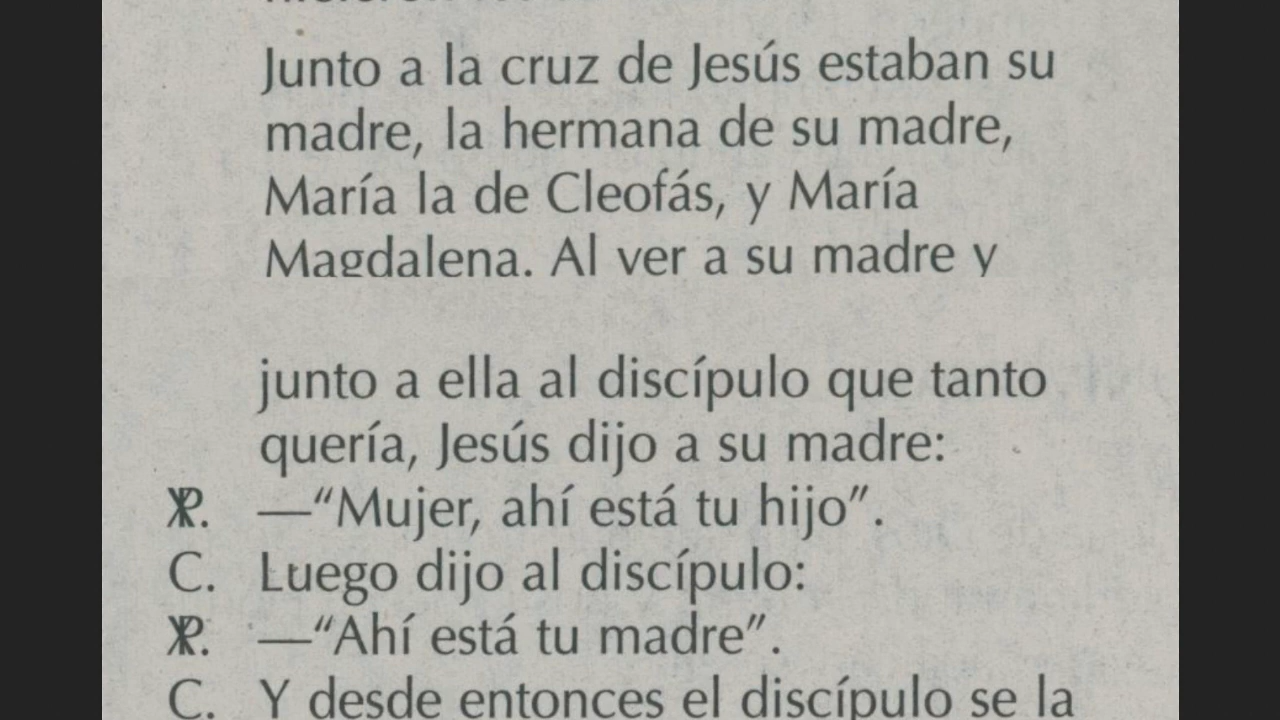 Junto a la cruz de Jesús estaban su
madre, la hermana de su madre,
María la de Cleofás, y María
Magdalena. Al ver a su madre y
junto a ella al discípulo que tanto
quería, Jesús dijo a su madre:
☧. —“Mujer, ahí está tu hijo”.
C. Luego dijo al discípulo:
☧. —“Ahí está tu madre”.
C. Y desde entonces el discípulo se la